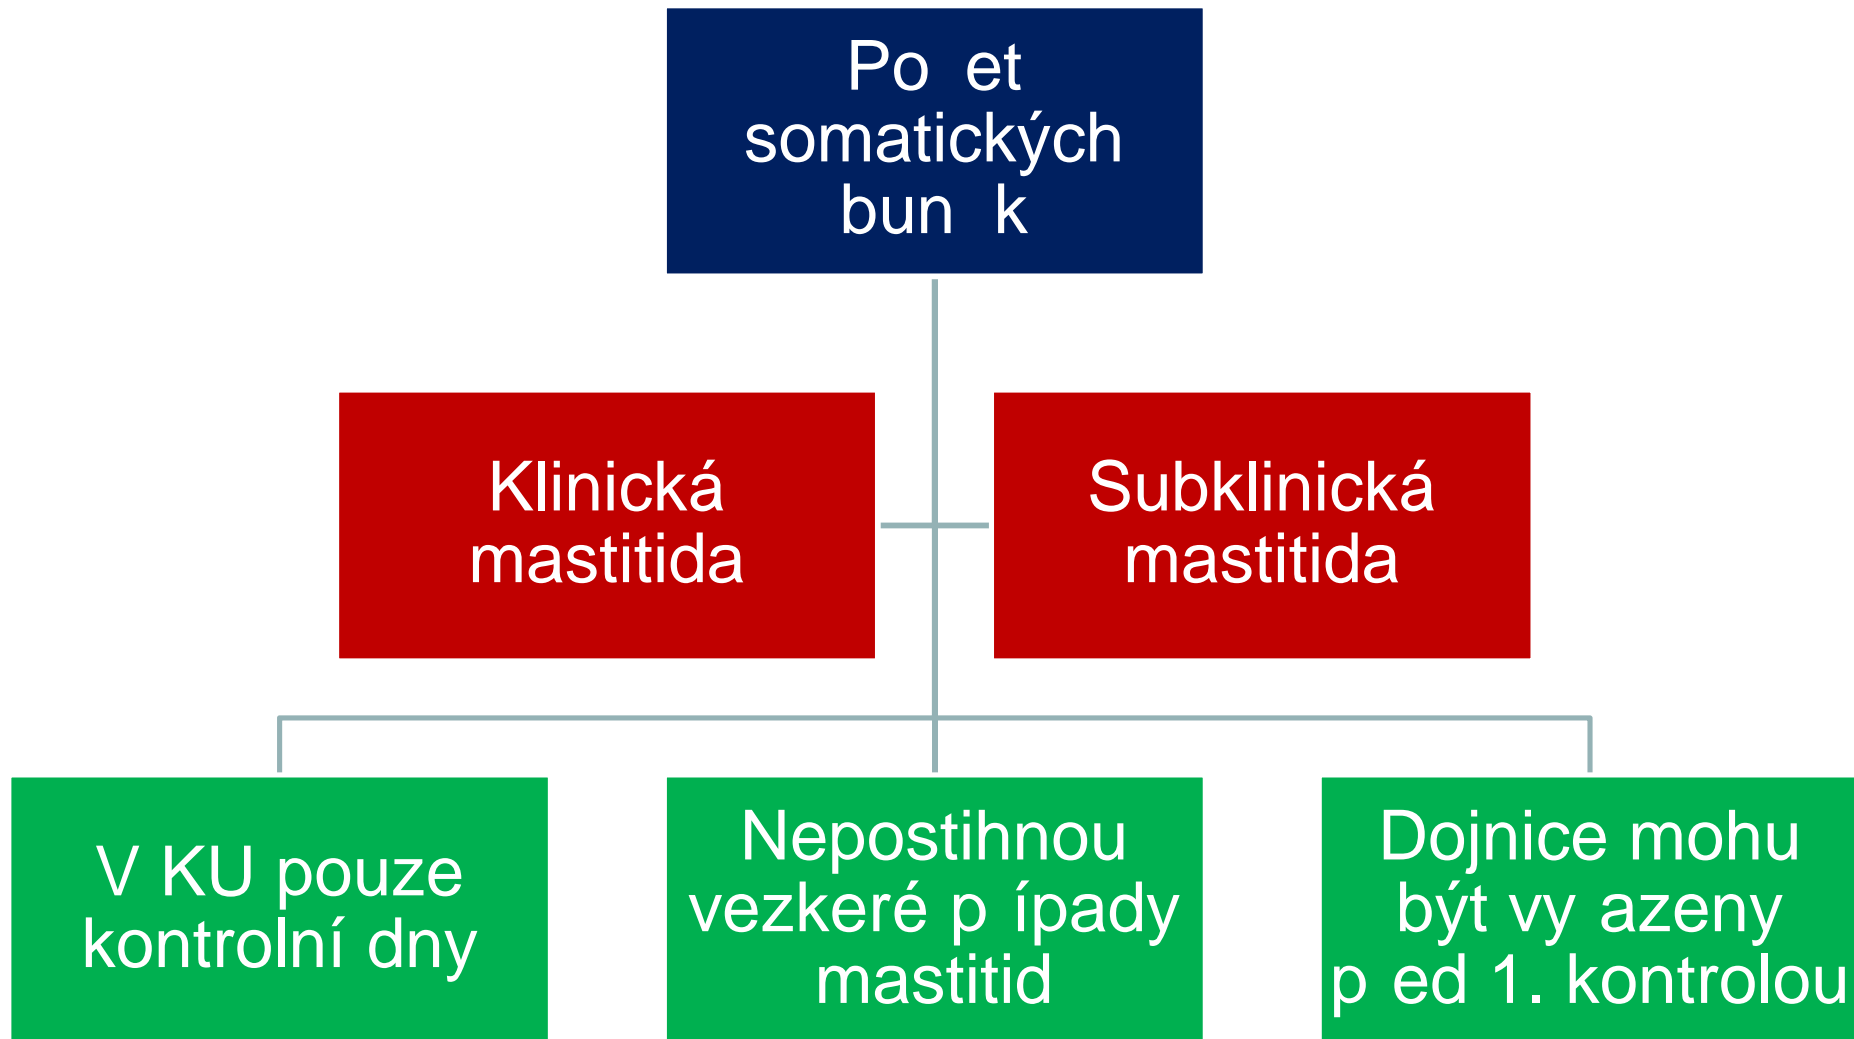 Po et
somatických
bun k
Klinická
mastitida
Subklinická
mastitida
V KU pouze
kontrolní dny
Nepostihnou
vezkeré p ípady
mastitid
Dojnice mohu
být vy azeny
p ed 1. kontrolou